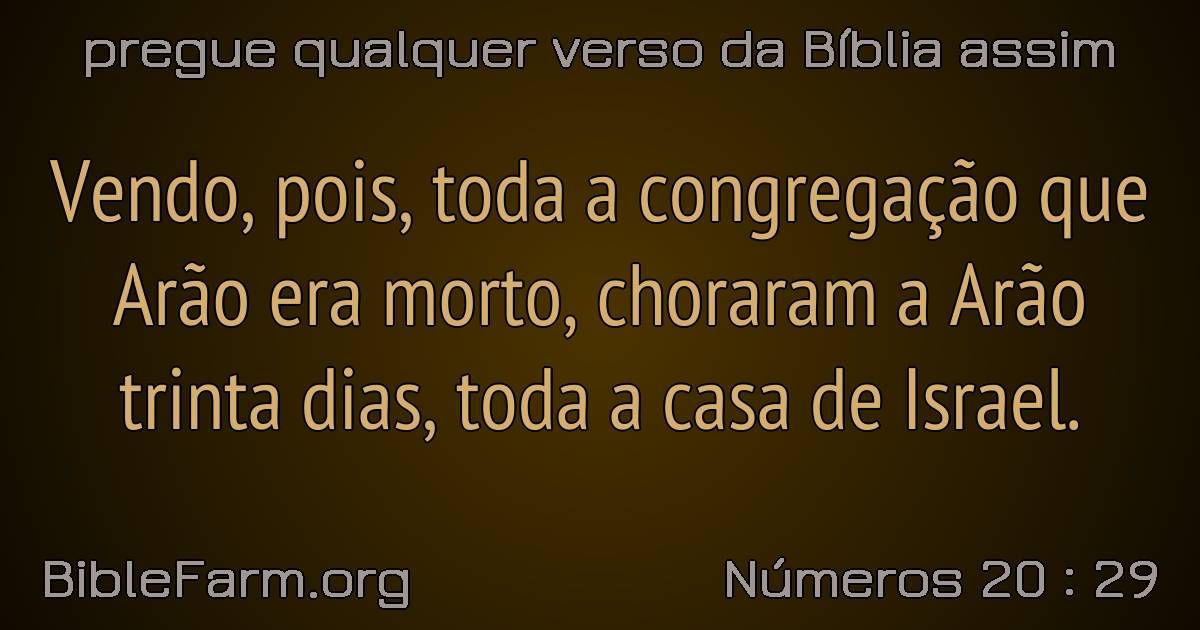 pregue qualquer verso da Bíblia assim
Vendo, pois, toda a congregação que
Arão era morto, choraram a Arão
trinta dias, toda a casa de Israel.
BibleFarm.org
Números 20 : 29